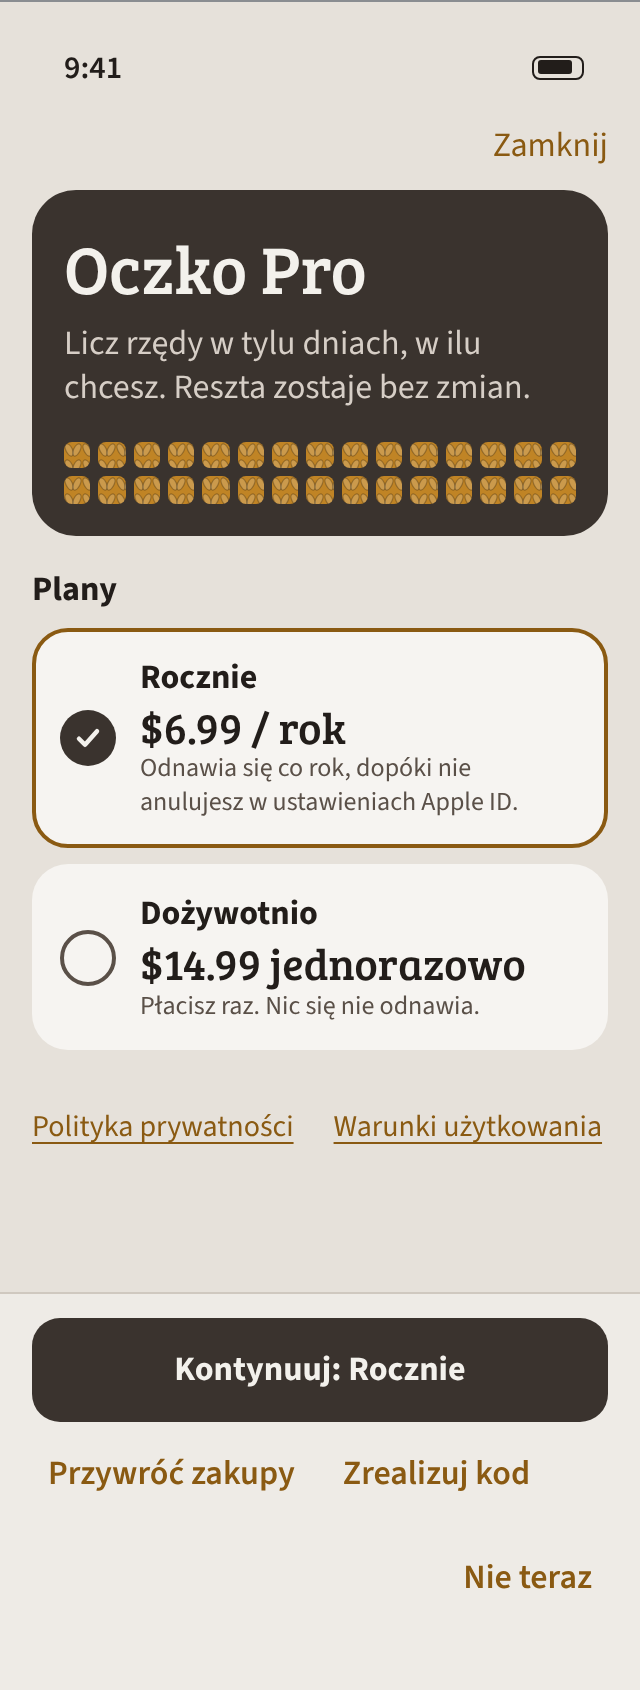 9:41
Zamknij
Oczko Pro
Licz rzędy w tylu dniach, w ilu
chcesz. Reszta zostaje bez zmian.
Plany
Rocznie
$6.99 / rok
Odnawia się co rok, dopóki nie
anulujesz w ustawieniach Apple ID.
Dożywotnio
$14.99 jednorazowo
Płacisz raz. Nic się nie odnawia.
Polityka prywatności Warunki użytkowania
Kontynuuj: Rocznie
Przywróć zakupy Zrealizuj kod
Nie teraz